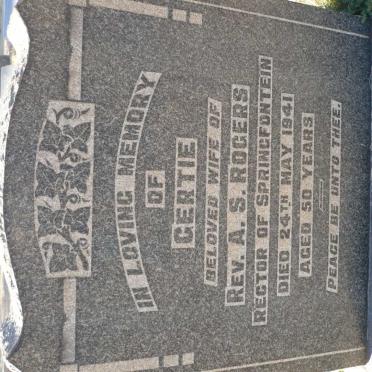 IN LOVING MEMORY
OF
GERTIE
BELOVED WIFE OF
REV. A. S. ROGERS
RECTOR OF SPRINGFONTEIN
DIED 24TH MAY 1941
AGED 50 YEARS
PEACE BE UNTO THEE.